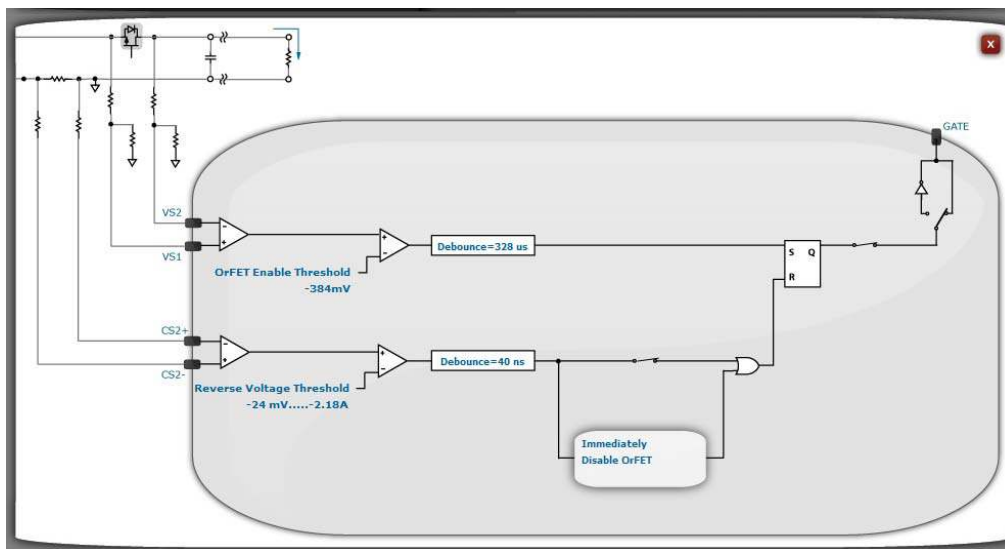 X
GATE
VS2
-
+
VS1
+
-
Debounce=328 us
OrFET Enable Threshold
-384mV
S Q
R
CS2+
-
+
CS2-
+
-
Debounce=40 ns
Reverse Voltage Threshold
-24 mV.....-2.18A
Immediately
Disable OrFET